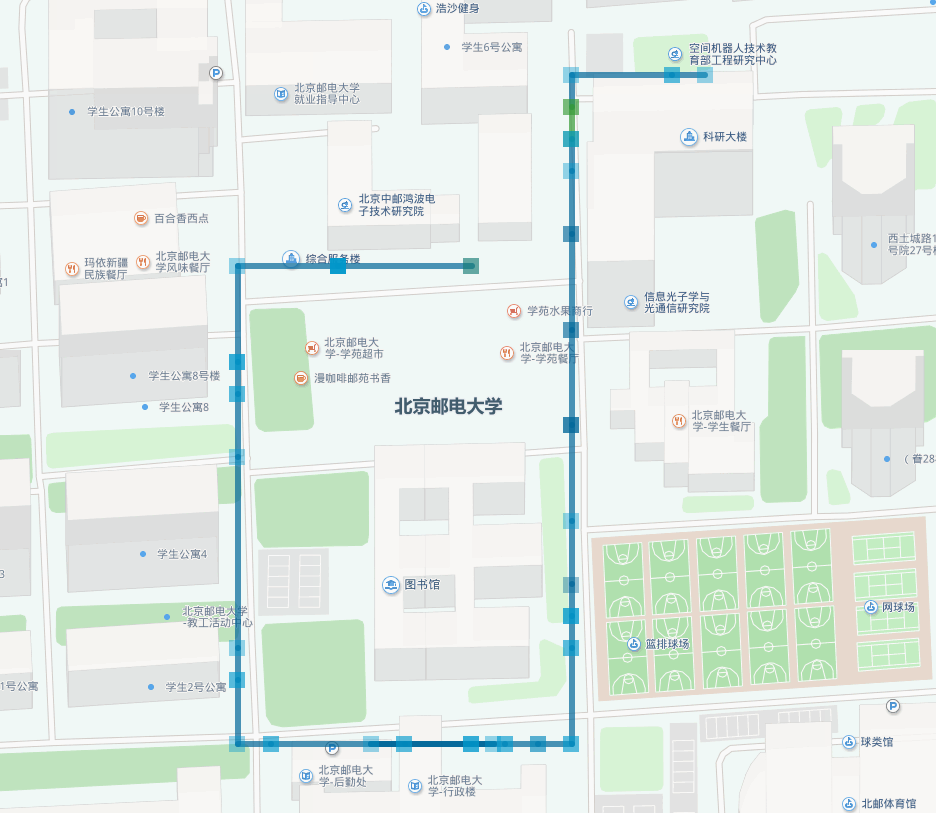 浩沙健身
学生6号公寓
空间机器人技术教
育部工程研究中心
P
北京邮电大学
就业指导中心
学生公寓10号楼
科研大楼
北京中邮鸿波电
子技术研究院
百合香西点
西土城路1
号院27号楼
玛依新疆
民族餐厅
北京邮电大
学风味餐厅
综合服务楼
信息光子学与
光通信研究院
学苑水果商行
北京邮电大
学-学苑超市
北京邮电大
学-学苑餐厅
学生公寓8号楼
漫咖啡邮苑书香
学生公寓8
北京邮电大学
北京邮电大
学-学生餐厅
学生公寓4
3
图书馆
北京邮电大学
-教工活动中心
网球场
篮排球场
1号公寓
学生2号公寓
P
P
球类馆
北京邮电大
学-后勤处
北京邮电大
学-行政楼
北邮体育馆